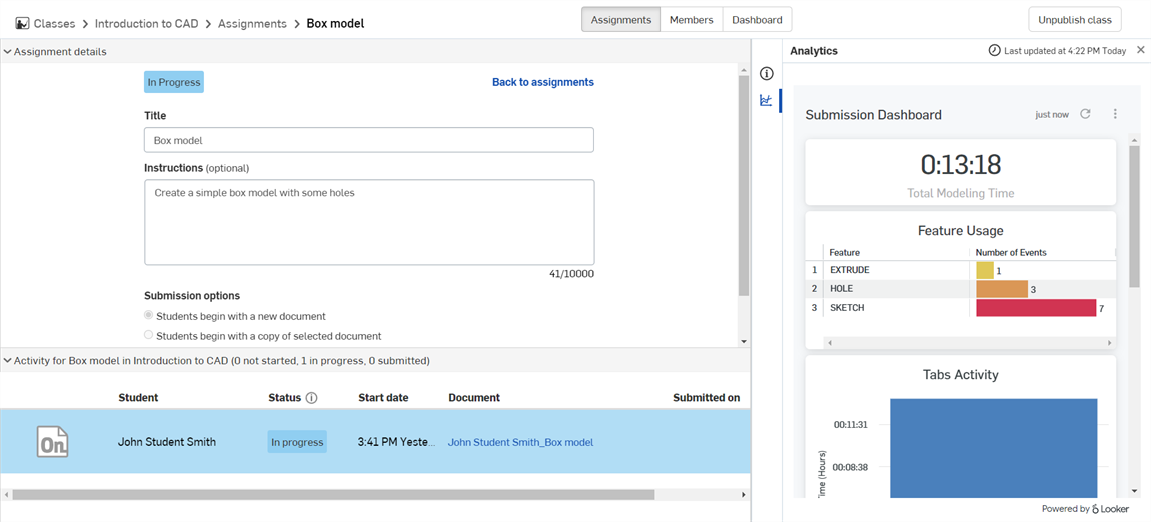 Classes > Introduction to CAD > Assignments > Box model
Assignments Members Dashboard
Unpublish class
Assignment details
In Progress
Back to assignments
Title
Box model
Instructions (optional)
Create a simple box model with some holes
41/10000
Submission options
Students begin with a new document
Students begin with a copy of selected document
Activity for Box model in Introduction to CAD (0 not started, 1 in progress, 0 submitted)
Student Status Start date Document Submitted on
On John Student Smith In progress 3:41 PM Yeste... John Student Smith_Box model
Analytics
Last updated at 4:22 PM Today
Submission Dashboard
just now
0:13:18
Total Modeling Time
Feature Usage
Feature Number of Events
1 EXTRUDE 1
2 HOLE 3
3 SKETCH 7
Tabs Activity
00:11:31
00:08:38
Time (Hours)
Powered by Looker